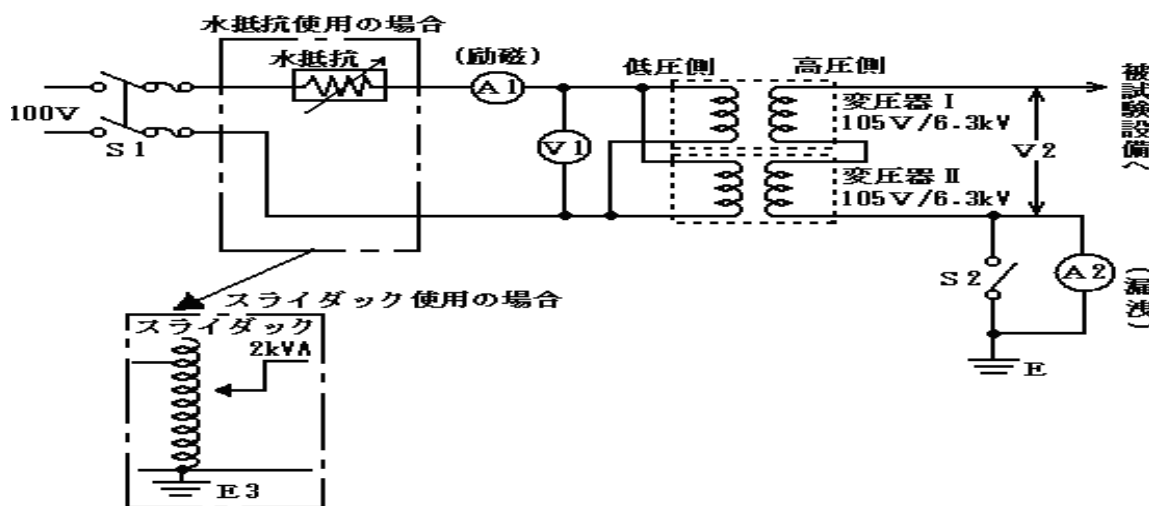 水抵抗使用の場合
水抵抗
(励磁)
A1
低圧側
高圧側
100V
S1
V1
変圧器Ⅰ
105V/6.3kV
V2
被試験設備へ
変圧器Ⅱ
105V/6.3kV
S2
A2
(漏洩)
E
スライダック使用の場合
スライダック
2kVA
E3